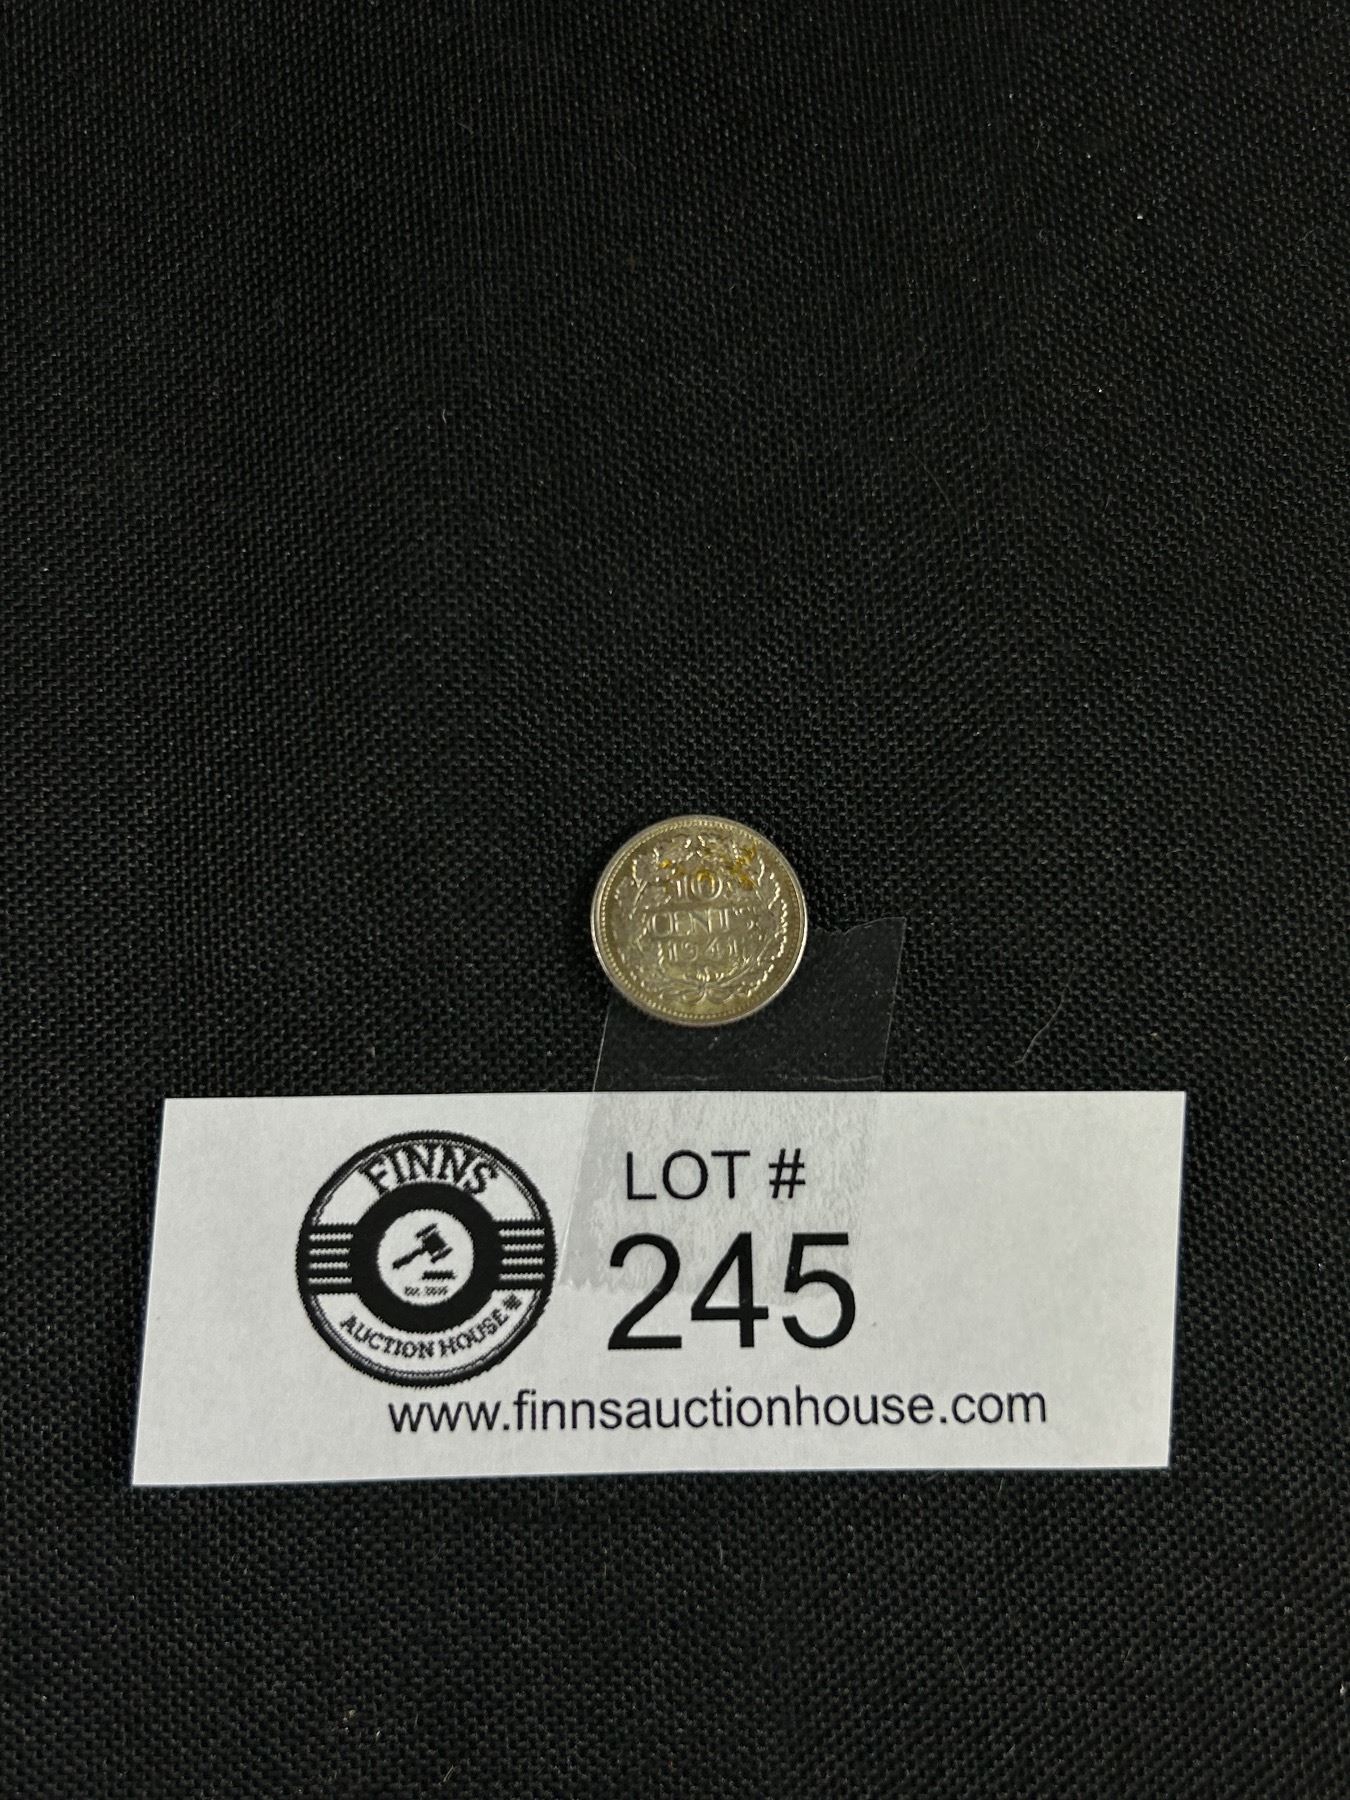 10
CENTS
1941
FINNS
AUCTION HOUSE
LOT #
245
www.finnsauctionhouse.com